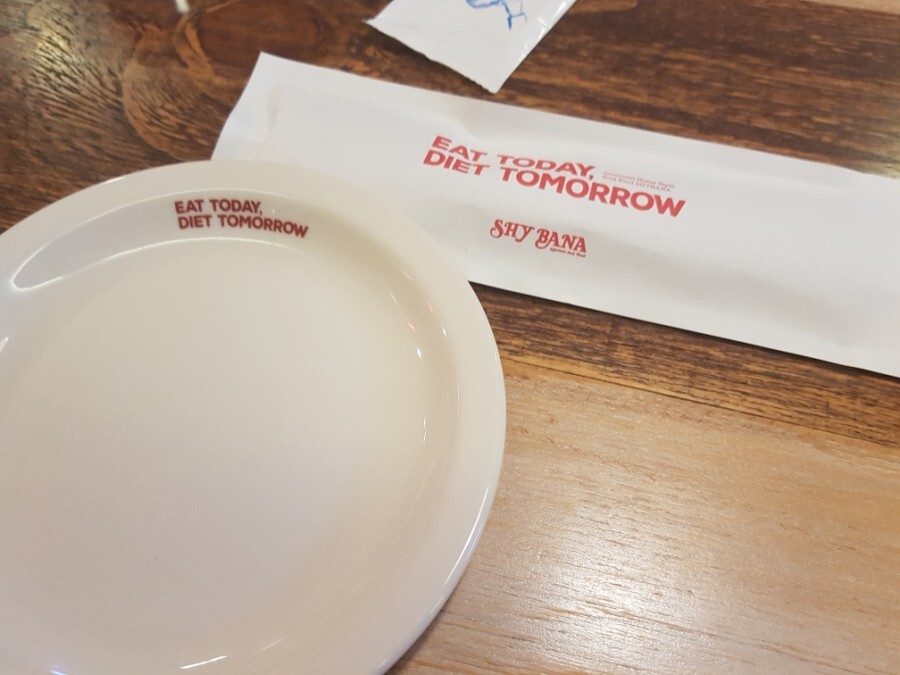 EAT TODAY,
DIET TOMORROW
EAT TODAY,
DIET TOMORROW
SHY BANA